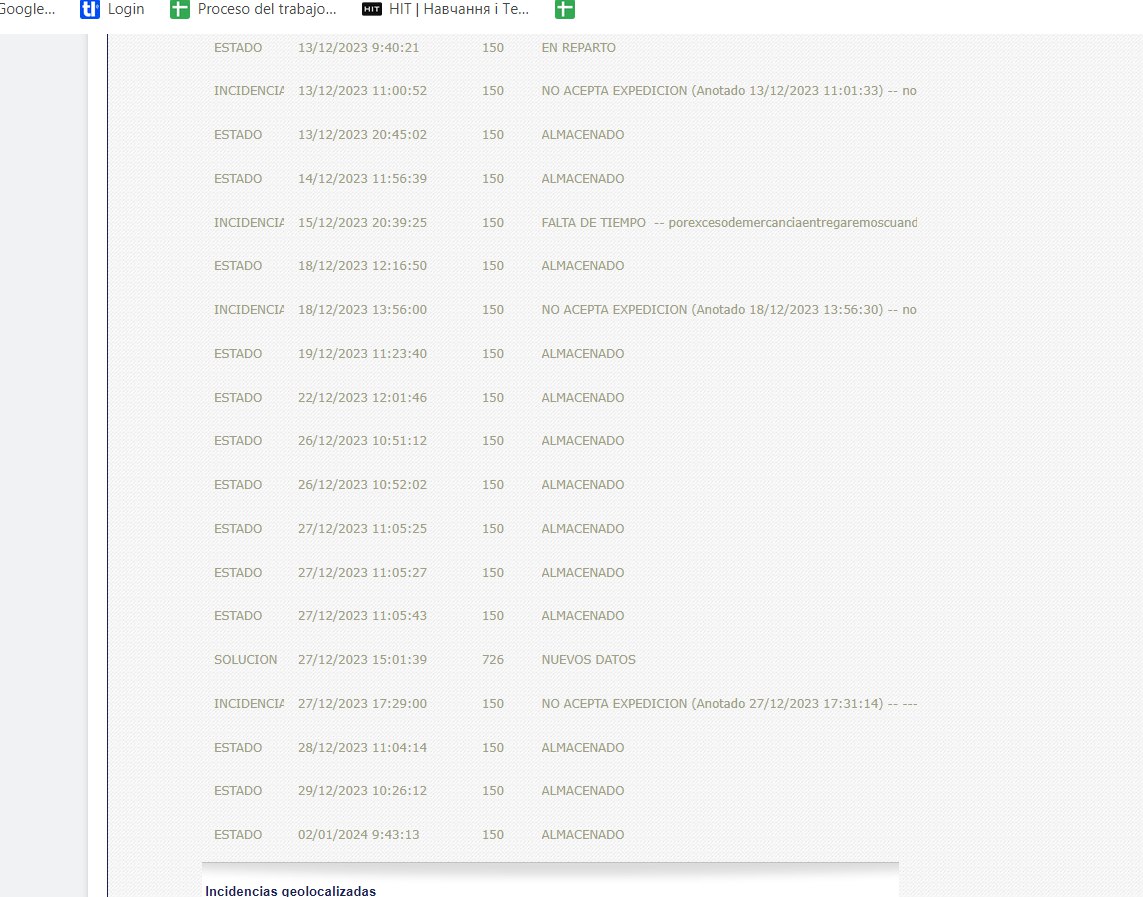 Google... tl Login Proceso del trabajo... HIT HIT | Навчання і Те...
ESTADO 13/12/2023 9:40:21 150 EN REPARTO
INCIDENCIA 13/12/2023 11:00:52 150 NO ACEPTA EXPEDICION (Anotado 13/12/2023 11:01:33) -- no
ESTADO 13/12/2023 20:45:02 150 ALMACENADO
ESTADO 14/12/2023 11:56:39 150 ALMACENADO
INCIDENCIA 15/12/2023 20:39:25 150 FALTA DE TIEMPO -- porexcesodemercanciaentregaremoscuand
ESTADO 18/12/2023 12:16:50 150 ALMACENADO
INCIDENCIA 18/12/2023 13:56:00 150 NO ACEPTA EXPEDICION (Anotado 18/12/2023 13:56:30) -- no
ESTADO 19/12/2023 11:23:40 150 ALMACENADO
ESTADO 22/12/2023 12:01:46 150 ALMACENADO
ESTADO 26/12/2023 10:51:12 150 ALMACENADO
ESTADO 26/12/2023 10:52:02 150 ALMACENADO
ESTADO 27/12/2023 11:05:25 150 ALMACENADO
ESTADO 27/12/2023 11:05:27 150 ALMACENADO
ESTADO 27/12/2023 11:05:43 150 ALMACENADO
SOLUCION 27/12/2023 15:01:39 726 NUEVOS DATOS
INCIDENCIA 27/12/2023 17:29:00 150 NO ACEPTA EXPEDICION (Anotado 27/12/2023 17:31:14) -- ---
ESTADO 28/12/2023 11:04:14 150 ALMACENADO
ESTADO 29/12/2023 10:26:12 150 ALMACENADO
ESTADO 02/01/2024 9:43:13 150 ALMACENADO
Incidencias geolocalizadas